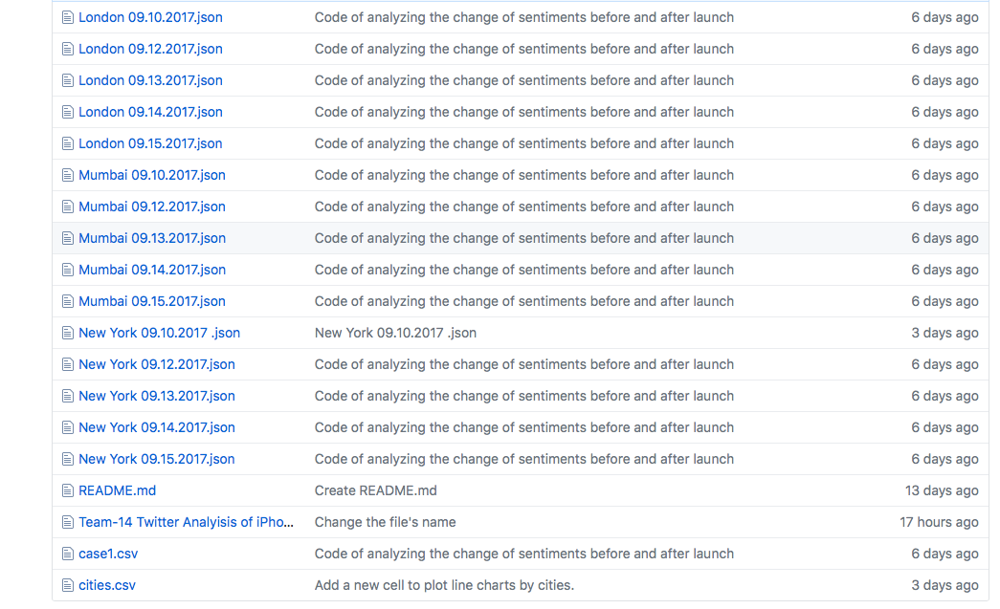 London 09.10.2017.json Code of analyzing the change of sentiments before and after launch 6 days ago
London 09.12.2017.json Code of analyzing the change of sentiments before and after launch 6 days ago
London 09.13.2017.json Code of analyzing the change of sentiments before and after launch 6 days ago
London 09.14.2017.json Code of analyzing the change of sentiments before and after launch 6 days ago
London 09.15.2017.json Code of analyzing the change of sentiments before and after launch 6 days ago
Mumbai 09.10.2017.json Code of analyzing the change of sentiments before and after launch 6 days ago
Mumbai 09.12.2017.json Code of analyzing the change of sentiments before and after launch 6 days ago
Mumbai 09.13.2017.json Code of analyzing the change of sentiments before and after launch 6 days ago
Mumbai 09.14.2017.json Code of analyzing the change of sentiments before and after launch 6 days ago
Mumbai 09.15.2017.json Code of analyzing the change of sentiments before and after launch 6 days ago
New York 09.10.2017 .json New York 09.10.2017 .json 3 days ago
New York 09.12.2017.json Code of analyzing the change of sentiments before and after launch 6 days ago
New York 09.13.2017.json Code of analyzing the change of sentiments before and after launch 6 days ago
New York 09.14.2017.json Code of analyzing the change of sentiments before and after launch 6 days ago
New York 09.15.2017.json Code of analyzing the change of sentiments before and after launch 6 days ago
README.md Create README.md 13 days ago
Team-14 Twitter Analyisis of iPho... Change the file's name 17 hours ago
case1.csv Code of analyzing the change of sentiments before and after launch 6 days ago
cities.csv Add a new cell to plot line charts by cities. 3 days ago